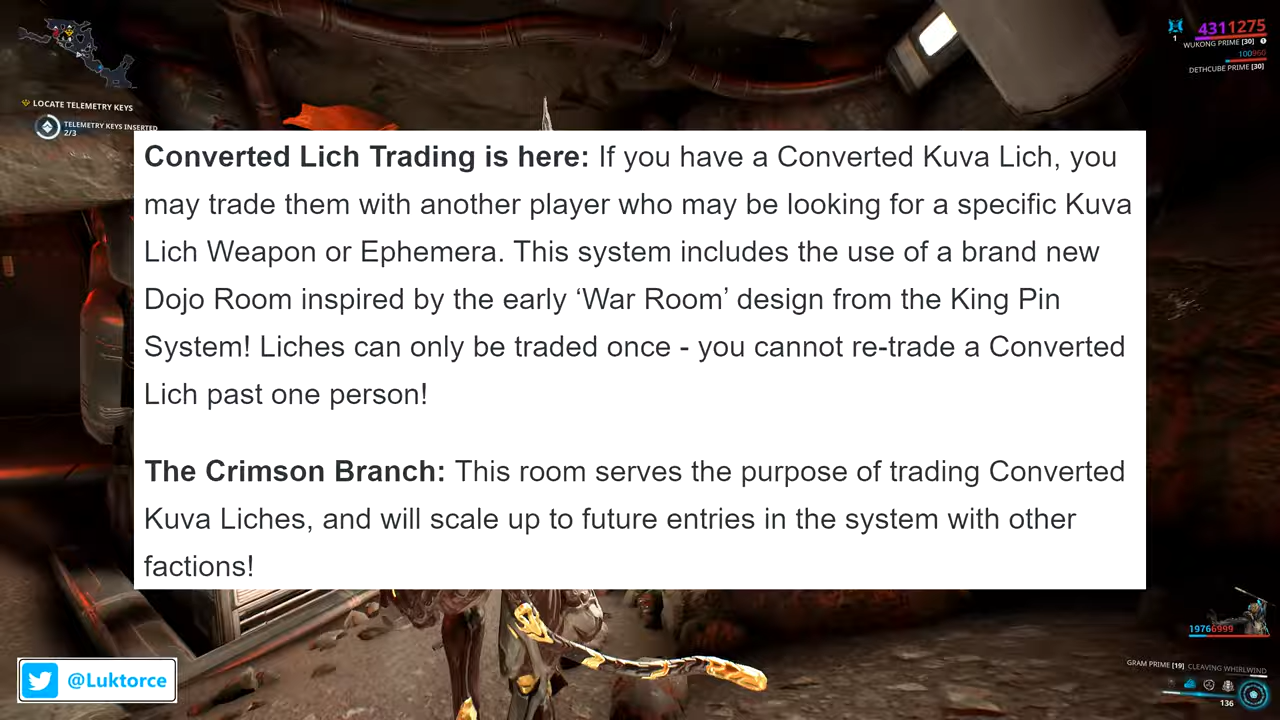 4311275
1
WUKONG PRIME [30]
100960
DETHCUBE PRIME [30]
LOCATE TELEMETRY KEYS
TELEMETRY KEYS INSERTED
2/3
Converted Lich Trading is here: If you have a Converted Kuva Lich, you
may trade them with another player who may be looking for a specific Kuva
Lich Weapon or Ephemera. This system includes the use of a brand new
Dojo Room inspired by the early ‘War Room’ design from the King Pin
System! Liches can only be traded once - you cannot re-trade a Converted
Lich past one person!
The Crimson Branch: This room serves the purpose of trading Converted
Kuva Liches, and will scale up to future entries in the system with other
factions!
19766999
GRAM PRIME [19] CLEAVING WHIRLWIND
136
@Luktorce